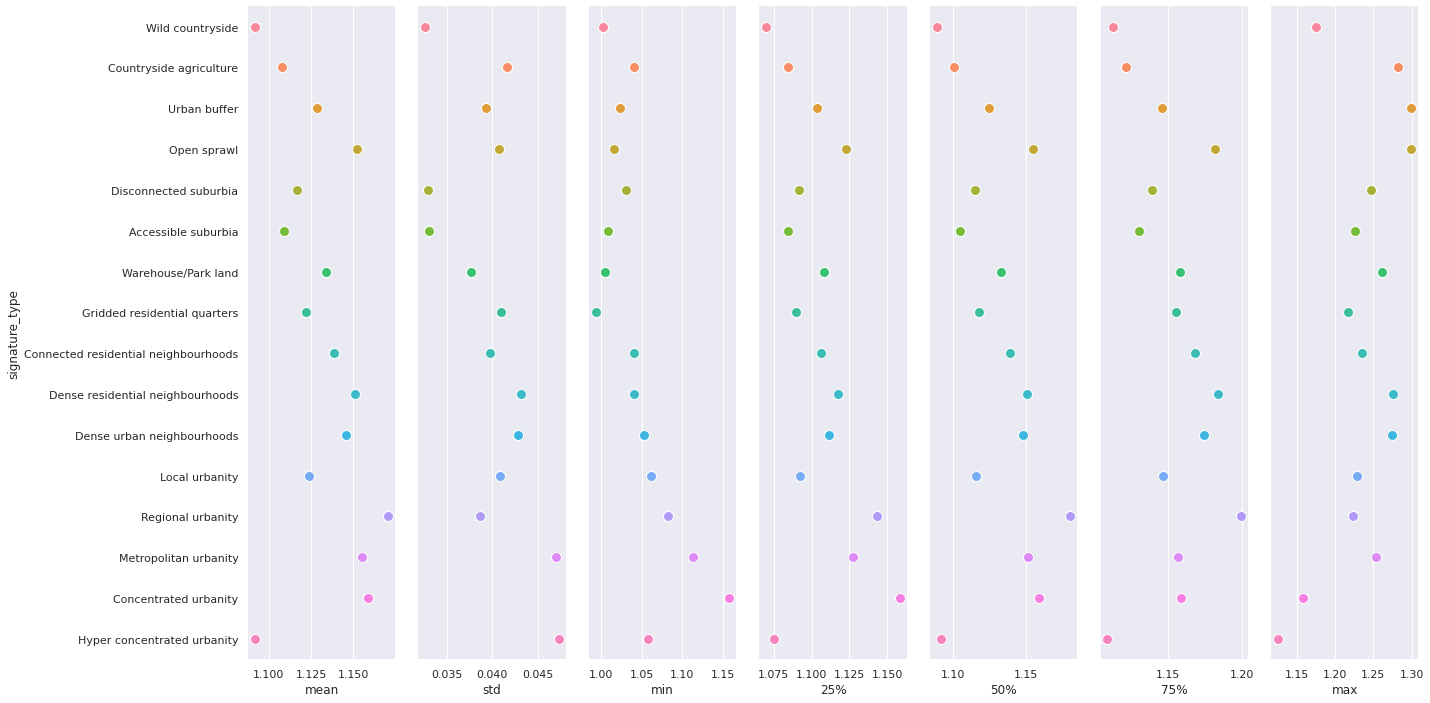 signature_type
Wild countryside
Countryside agriculture
Urban buffer
Open sprawl
Disconnected suburbia
Accessible suburbia
Warehouse/Park land
Gridded residential quarters
Connected residential neighbourhoods
Dense residential neighbourhoods
Dense urban neighbourhoods
Local urbanity
Regional urbanity
Metropolitan urbanity
Concentrated urbanity
Hyper concentrated urbanity
1.100 1.125 1.150
mean
0.035 0.040 0.045
std
1.00 1.05 1.10 1.15
min
1.075 1.100 1.125 1.150
25%
1.10 1.15
50%
1.15 1.20
75%
1.15 1.20 1.25 1.30
max